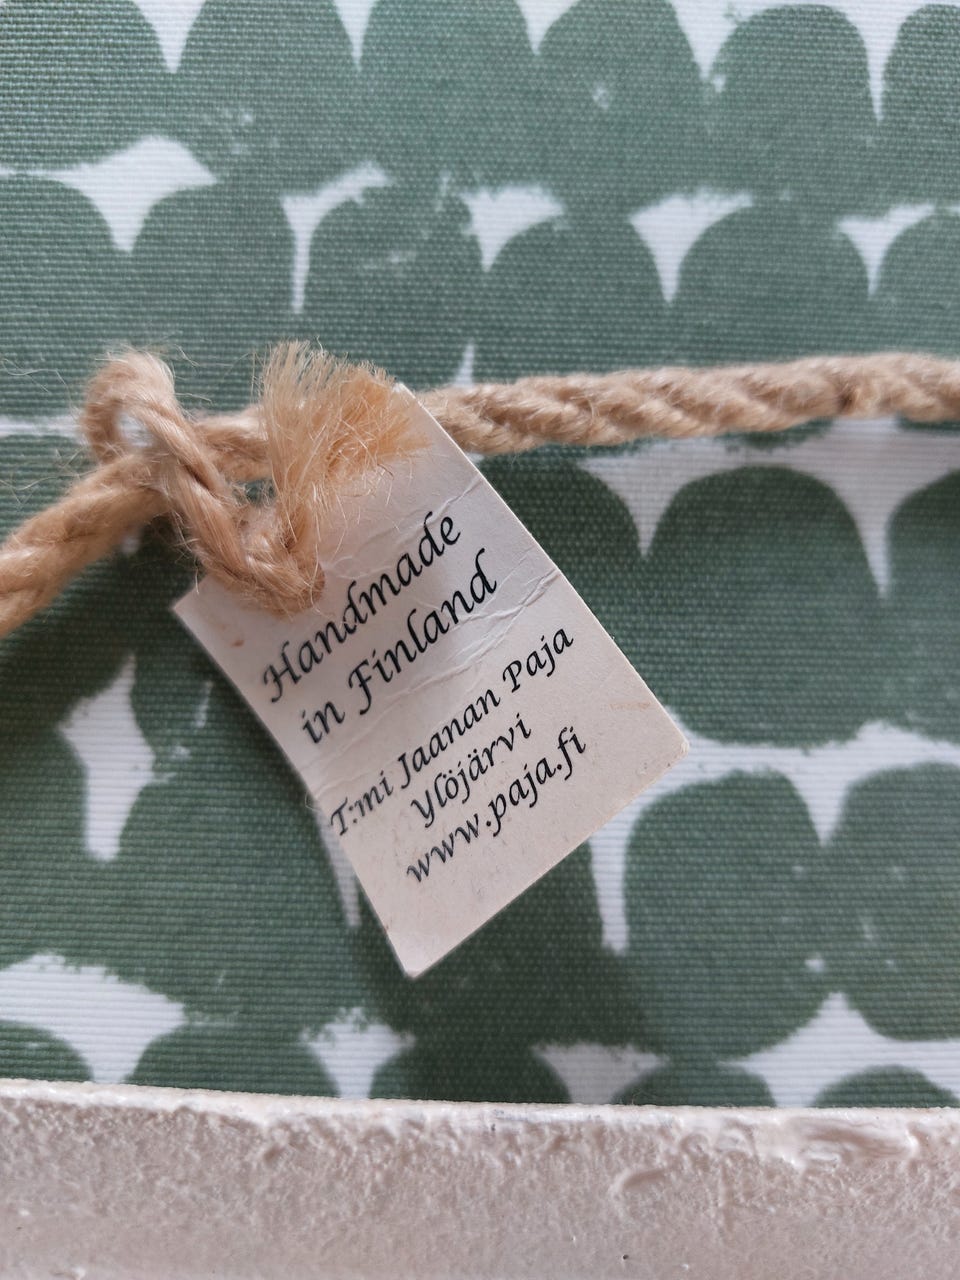 Handmade
in Finland
T:mi Jaanan Paja
Ylöjärvi
www.paja.fi